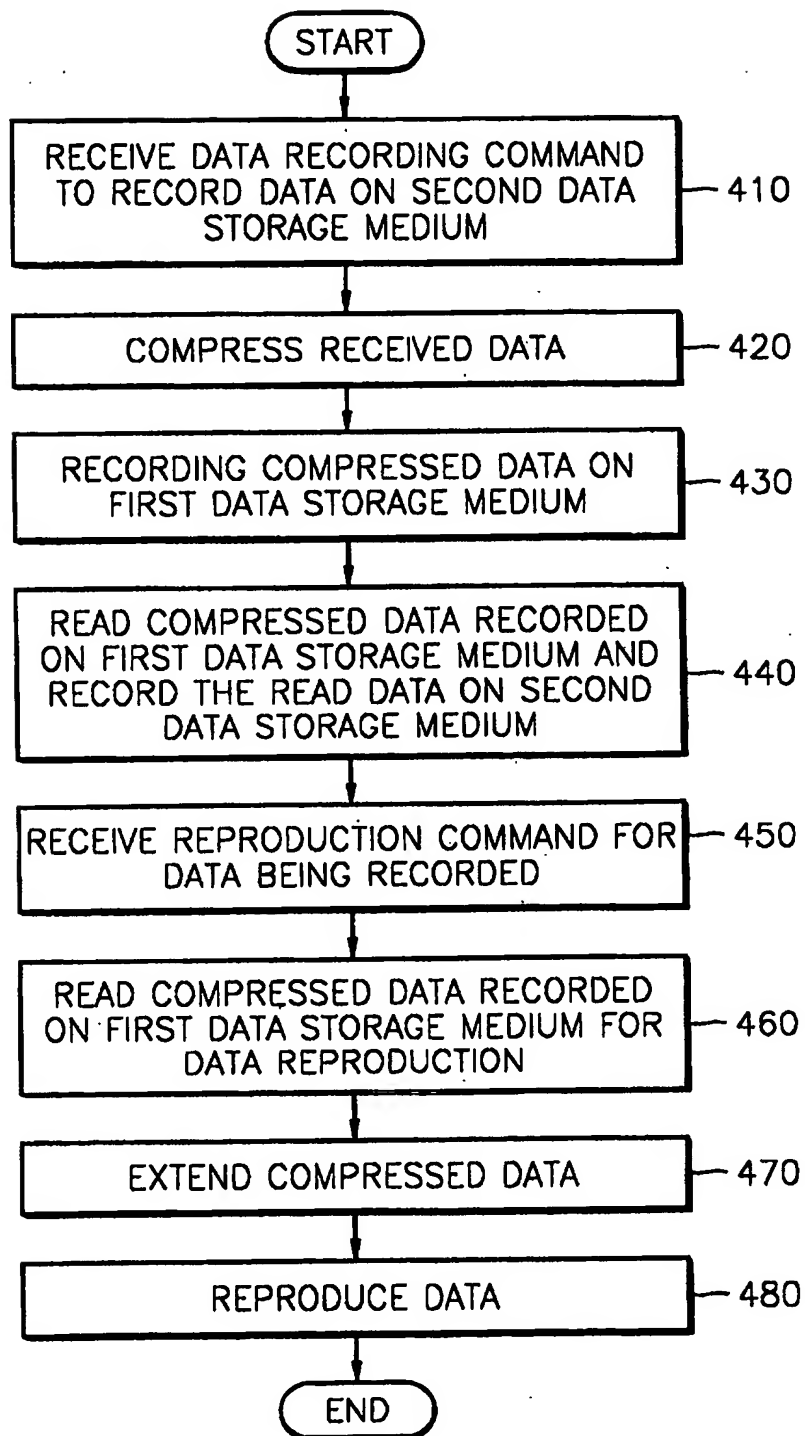 START
RECEIVE DATA RECORDING COMMAND
TO RECORD DATA ON SECOND DATA
STORAGE MEDIUM
410
COMPRESS RECEIVED DATA
420
RECORDING COMPRESSED DATA ON
FIRST DATA STORAGE MEDIUM
430
READ COMPRESSED DATA RECORDED
ON FIRST DATA STORAGE MEDIUM AND
RECORD THE READ DATA ON SECOND
DATA STORAGE MEDIUM
440
RECEIVE REPRODUCTION COMMAND FOR
DATA BEING RECORDED
450
READ COMPRESSED DATA RECORDED
ON FIRST DATA STORAGE MEDIUM FOR
DATA REPRODUCTION
460
EXTEND COMPRESSED DATA
470
REPRODUCE DATA
480
END